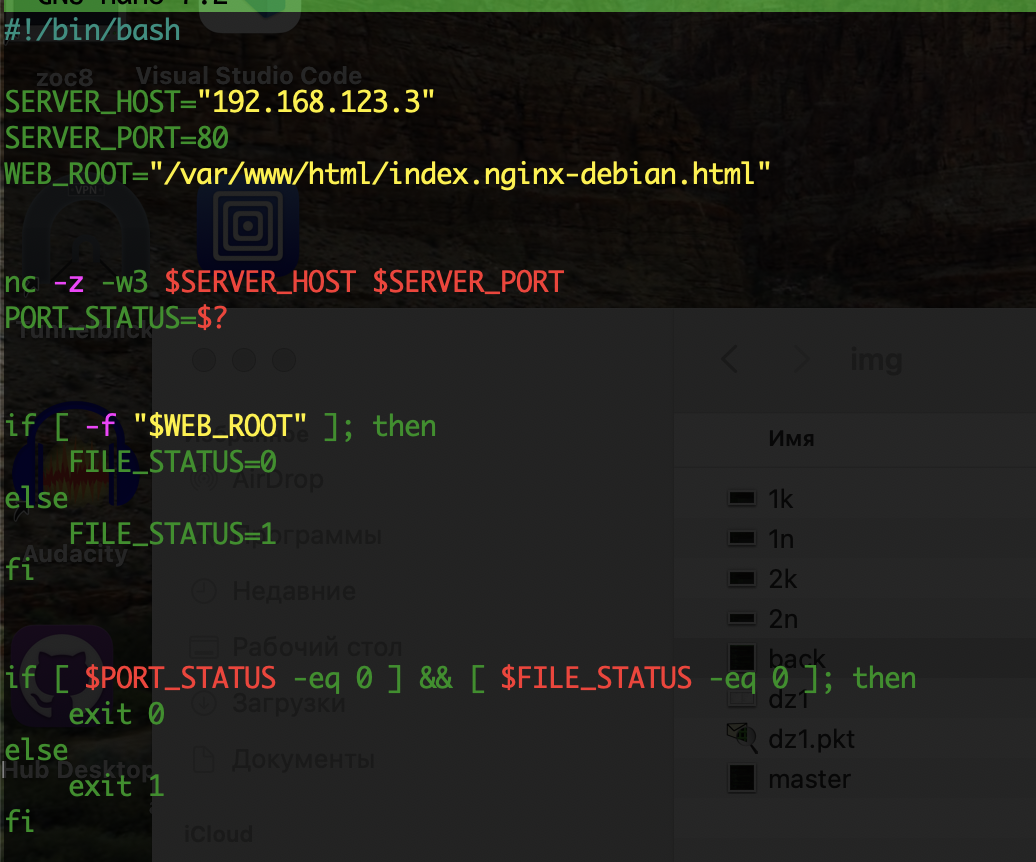 #!/bin/bash
zoc8 Visual Studio Code
SERVER_HOST="192.168.123.3"
SERVER_PORT=80
WEB_ROOT="/var/www/html/index.nginx-debian.html"
VPN
nc -z -w3 $SERVER_HOST $SERVER_PORT
PORT_STATUS=$?
Tunnelblick
img
if [ -f "$WEB_ROOT" ]; then
Имя
FILE_STATUS=0
AirDrop
else
1k
FILE_STATUS=1
Программы
1n
Audacity
fi
Недавние
2k
2n
Рабочий стол
back
if [ $PORT_STATUS -eq 0 ] && [ $FILE_STATUS -eq 0 ]; then
Загрузки
dz1
exit 0
else
dz1.pkt
Hub Desktop
Документы
exit 1
master
fi
iCloud